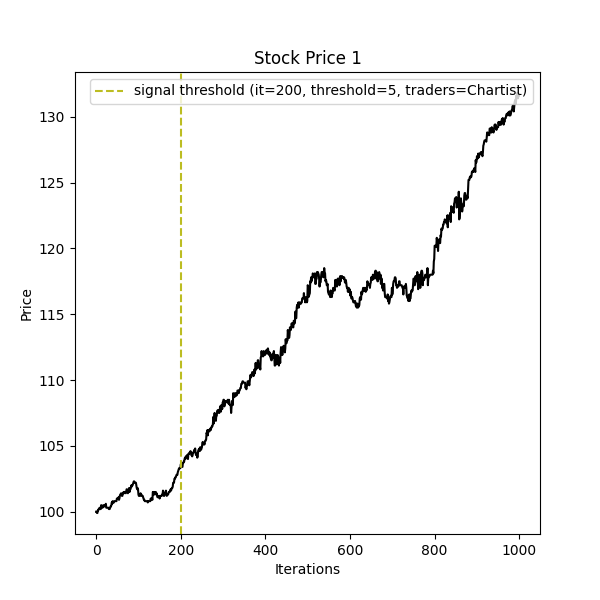 Stock Price 1
signal threshold (it=200, threshold=5, traders=Chartist)
130
125
120
115
110
105
100
Price
0 200 400 600 800 1000
Iterations